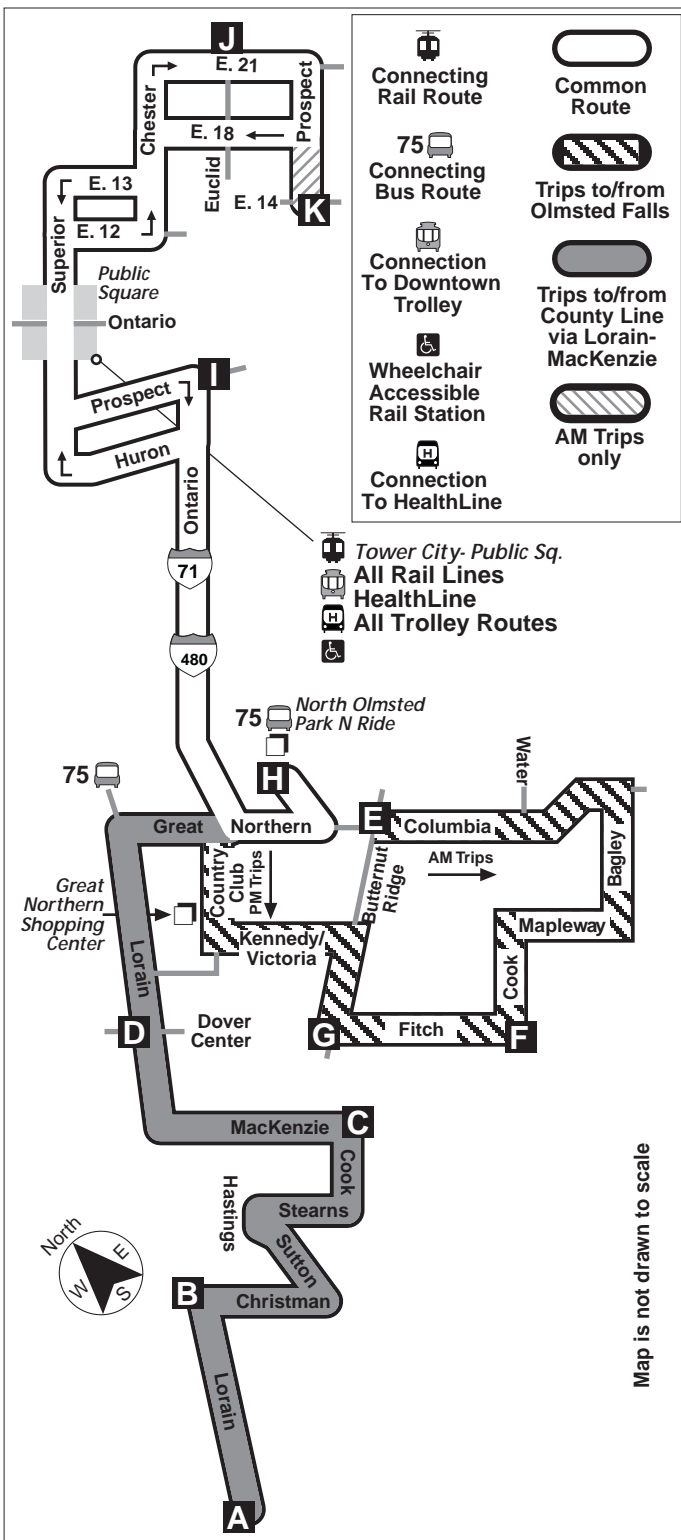 J
E. 21
Chester
Prospect
E. 18
Euclid
E. 14
K
E. 13
E. 12
Superior
Public
Square
Ontario
I
Prospect
Huron
Ontario
71
480
Connecting
Rail Route
75
Connecting
Bus Route
Connection
To Downtown
Trolley
Wheelchair
Accessible
Rail Station
H
Connection
To HealthLine
Common
Route
Trips to/from
Olmsted Falls
Trips to/from
County Line
via Lorain-
MacKenzie
AM Trips
only
Tower City- Public Sq.
All Rail Lines
HealthLine
H
All Trolley Routes
75
North Olmsted
Park N Ride
H
75
Great
Northern
E
Columbia
Water
Bagley
AM Trips
Butternut
Ridge
Country
Club
PM Trips
Great
Northern
Shopping
Center
Kennedy/
Victoria
Mapleway
Cook
Lorain
D
Dover
Center
G
Fitch
F
MacKenzie
C
Cook
Hastings
Stearns
Sutton
North
E
W
S
B
Christman
Lorain
A
Map is not drawn to scale